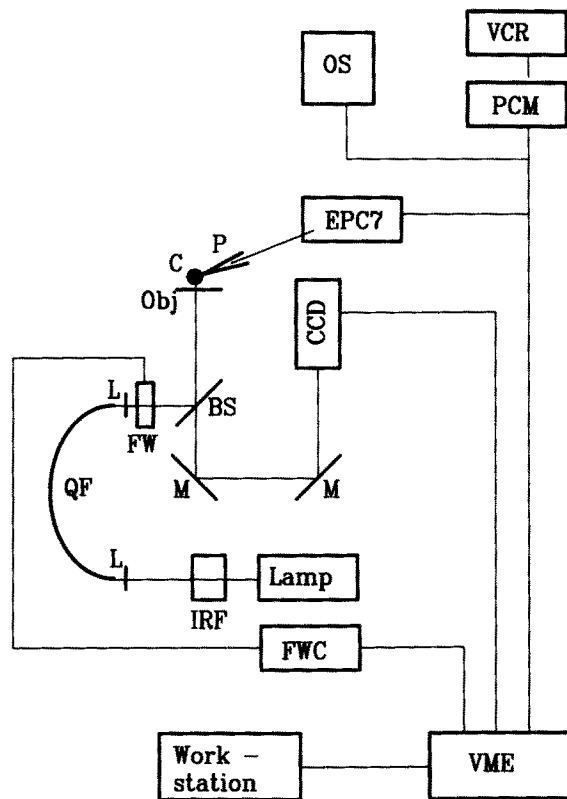 VCR
OS
PCM
EPC7
P
C
Obj
CCD
L
BS
FW
M
M
QF
L
Lamp
IRF
FWC
Work -
station
VME